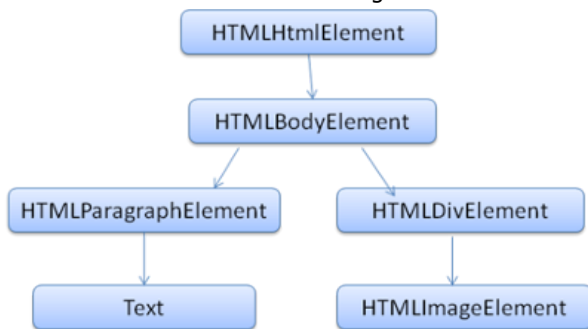 HTMLHtmlElement
HTMLBodyElement
HTMLParagraphElement
HTMLDivElement
Text
HTMLImageElement